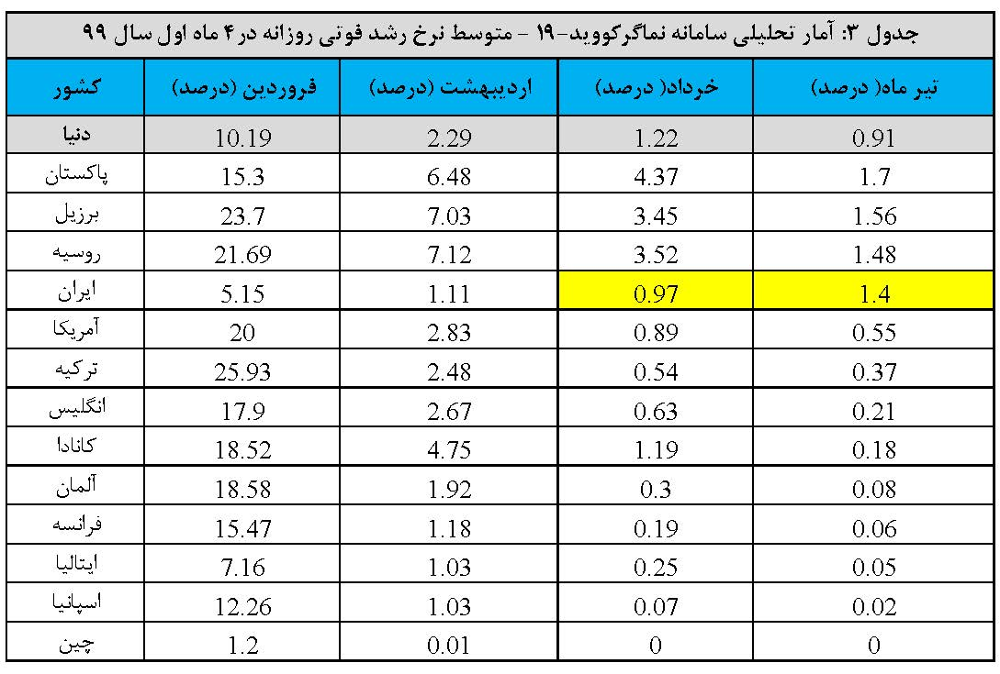 جدول ۳: آمار تحلیلی سامانه نماگرکووید-۱۹ - متوسط نرخ رشد فوتی روزانه در ۴ ماه اول سال ۹۹
کشور فروردین (درصد) اردیبهشت (درصد) خرداد( درصد) تیر ماه( درصد)
دنیا 10.19 2.29 1.22 0.91
پاکستان 15.3 6.48 4.37 1.7
برزیل 23.7 7.03 3.45 1.56
روسیه 21.69 7.12 3.52 1.48
ایران 5.15 1.11 0.97 1.4
آمریکا 20 2.83 0.89 0.55
ترکیه 25.93 2.48 0.54 0.37
انگلیس 17.9 2.67 0.63 0.21
کانادا 18.52 4.75 1.19 0.18
آلمان 18.58 1.92 0.3 0.08
فرانسه 15.47 1.18 0.19 0.06
ایتالیا 7.16 1.03 0.25 0.05
اسپانیا 12.26 1.03 0.07 0.02
چین 1.2 0.01 0 0